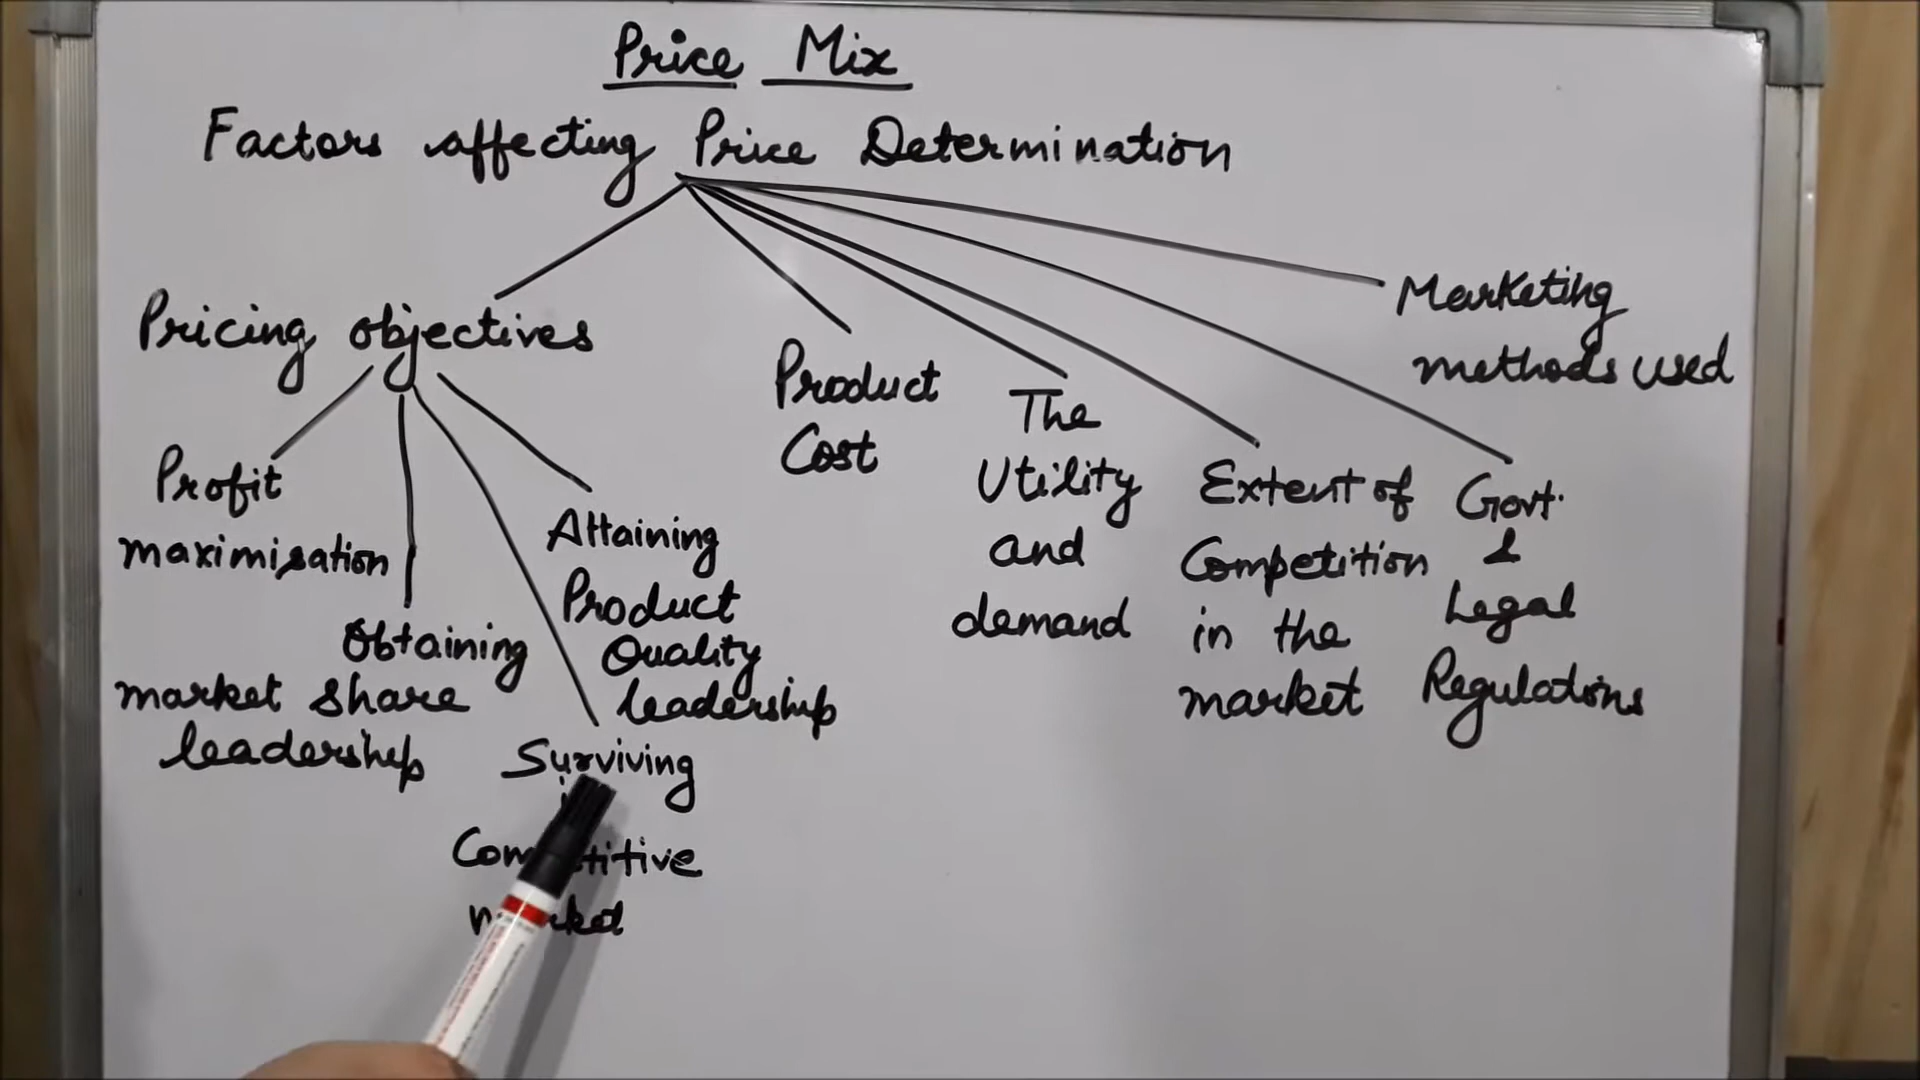 Price Mix
Factors affecting Price Determination
Pricing objectives
Profit
maximisation
Obtaining
market share
leadership
Surviving
Competitive
market
Attaining
Product
Quality
leadership
Product
Cost
The
Utility
and
demand
Extent of
Competition
in the
market
Govt.
&
Legal
Regulations
Marketing
methods used